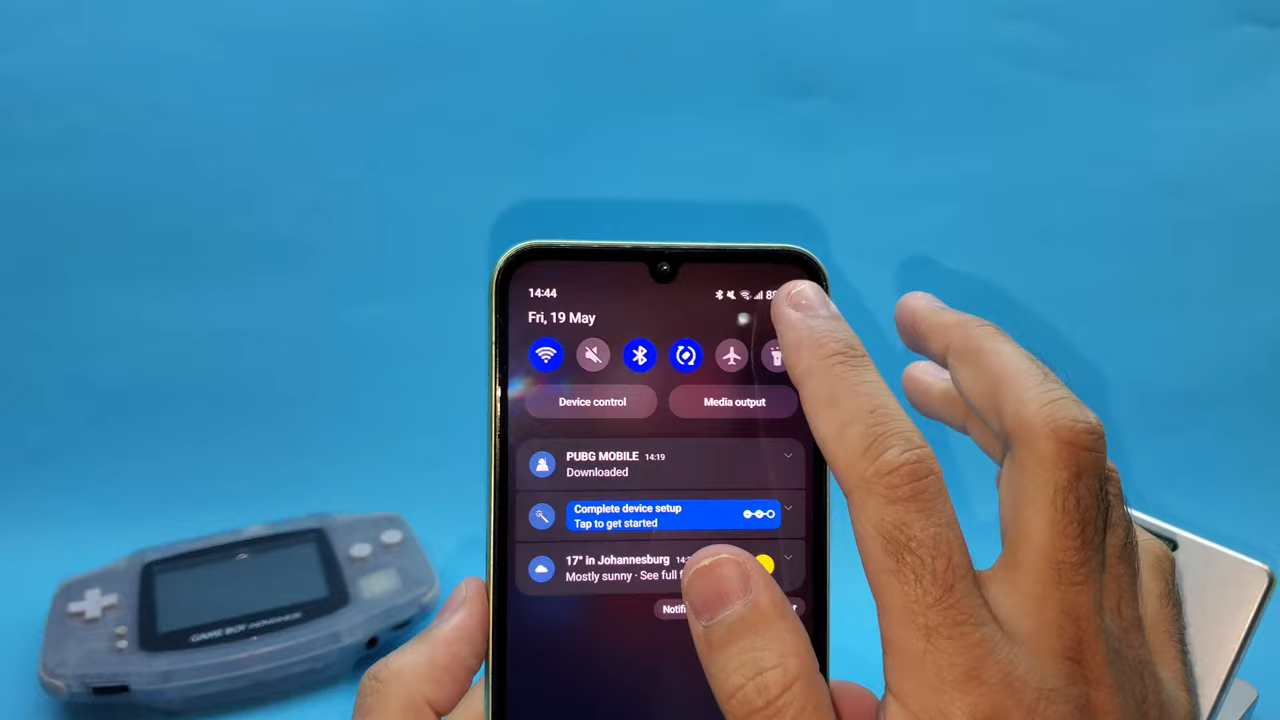 14:44
Fri, 19 May
Device control
Media output
PUBG MOBILE 14:19
Downloaded
Complete device setup
Tap to get started
17° in Johannesburg
Mostly sunny · See full
GAME BOY ADVANCE